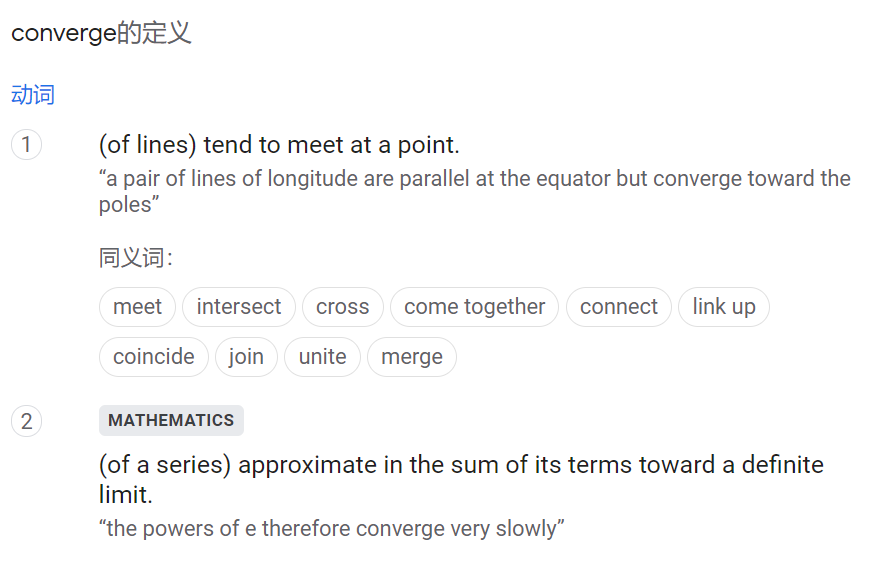 converge的定义
动词
1
(of lines) tend to meet at a point.
“a pair of lines of longitude are parallel at the equator but converge toward the
poles”
同义词：
meet intersect cross come together connect link up
coincide join unite merge
2
MATHEMATICS
(of a series) approximate in the sum of its terms toward a definite
limit.
“the powers of e therefore converge very slowly”